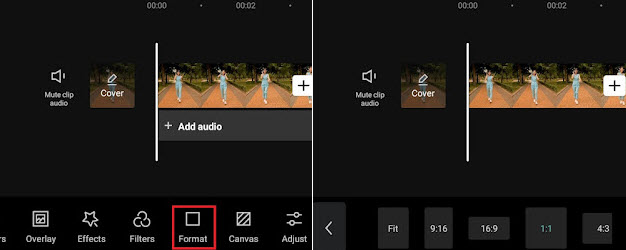 00:00
00:02
Mute clip
audio
Cover
+ Add audio
rs
Overlay
Effects
Filters
Format
Canvas
Adjust
00:00
00:02
Mute clip
audio
Cover
Fit
9:16
16:9
1:1
4:3